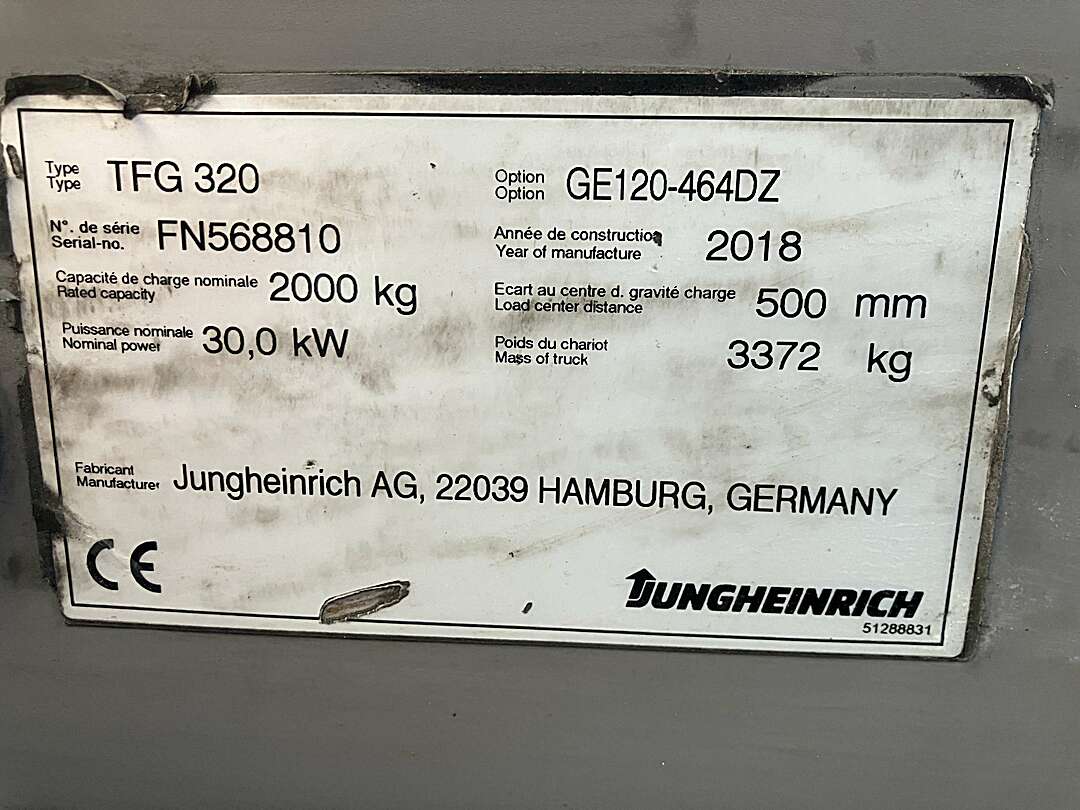 Type TFG 320
Type
Option GE120-464DZ
Option
N°. de série FN568810
Serial-no.
Année de construction 2018
Year of manufacture
Capacité de charge nominale 2000 kg
Rated capacity
Ecart au centre d. gravité charge 500 mm
Load center distance
Puissance nominale 30,0 kW
Nominal power
Poids du chariot 3372 kg
Mass of truck
Fabricant
Manufacturer Jungheinrich AG, 22039 HAMBURG, GERMANY
CE
JUNGHEINRICH
51288831